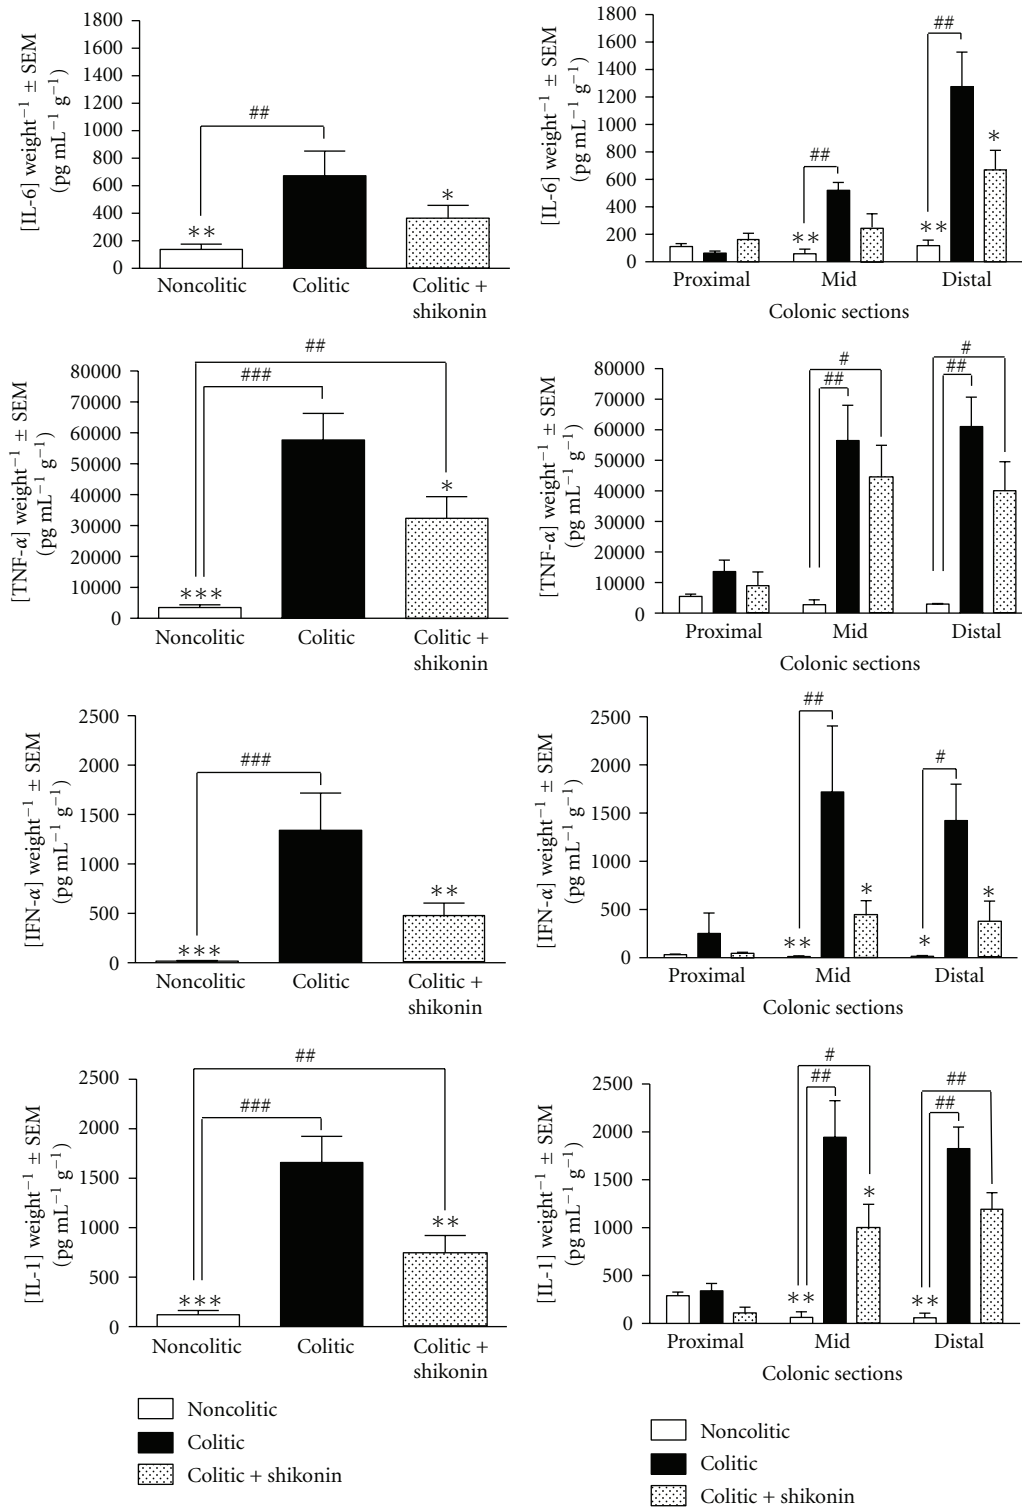 [IL-6] weight⁻¹ ± SEM
(pg mL⁻¹ g⁻¹)
1800
1600
1400
1200
1000
800
600
400
200
0
##
**
*
Noncolitic
Colitic
Colitic +
shikonin
[IL-6] weight⁻¹ ± SEM
(pg mL⁻¹ g⁻¹)
1800
1600
1400
1200
1000
800
600
400
200
0
##
##
**
**
*
Proximal
Mid
Distal
Colonic sections
[TNF-α] weight⁻¹ ± SEM
(pg mL⁻¹ g⁻¹)
80000
70000
60000
50000
40000
30000
20000
10000
0
##
###
***
*
Noncolitic
Colitic
Colitic +
shikonin
[TNF-α] weight⁻¹ ± SEM
(pg mL⁻¹ g⁻¹)
80000
70000
60000
50000
40000
30000
20000
10000
0
#
##
#
##
Proximal
Mid
Distal
Colonic sections
[IFN-α] weight⁻¹ ± SEM
(pg mL⁻¹ g⁻¹)
2500
2000
1500
1000
500
0
###
***
**
Noncolitic
Colitic
Colitic +
shikonin
[IFN-α] weight⁻¹ ± SEM
(pg mL⁻¹ g⁻¹)
2500
2000
1500
1000
500
0
##
#
**
*
*
*
Proximal
Mid
Distal
Colonic sections
[IL-1] weight⁻¹ ± SEM
(pg mL⁻¹ g⁻¹)
2500
2000
1500
1000
500
0
##
###
***
**
Noncolitic
Colitic
Colitic +
shikonin
[IL-1] weight⁻¹ ± SEM
(pg mL⁻¹ g⁻¹)
2500
2000
1500
1000
500
0
#
##
##
##
**
*
**
Proximal
Mid
Distal
Colonic sections
Noncolitic
Colitic
Colitic + shikonin
Noncolitic
Colitic
Colitic + shikonin